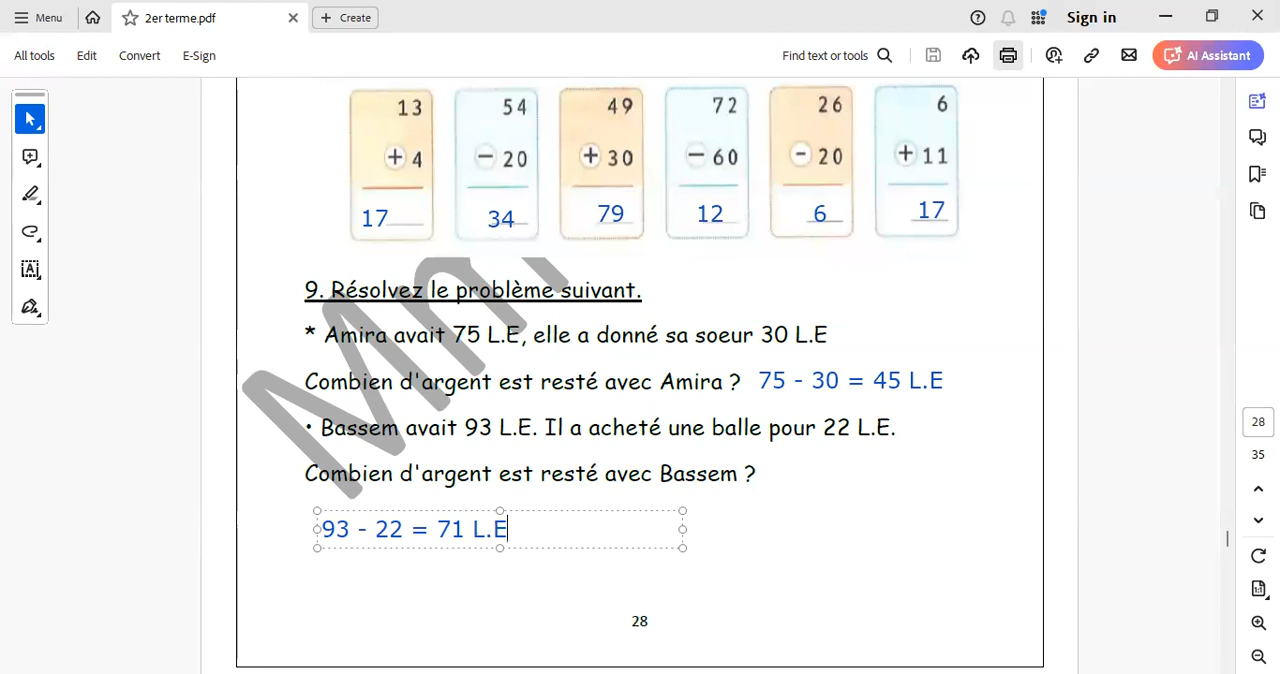 Menu 2er terme.pdf Create Sign in
All tools Edit Convert E-Sign Find text or tools AI Assistant
13 54 49 72 26 6
+ 4 - 20 + 30 - 60 - 20 + 11
17 34 79 12 6 17
9. Résolvez le problème suivant.
* Amira avait 75 L.E, elle a donné sa soeur 30 L.E
Combien d'argent est resté avec Amira ? 75 - 30 = 45 L.E
• Bassem avait 93 L.E. Il a acheté une balle pour 22 L.E.
28
Combien d'argent est resté avec Bassem ?
35
93 - 22 = 71 L.E
28